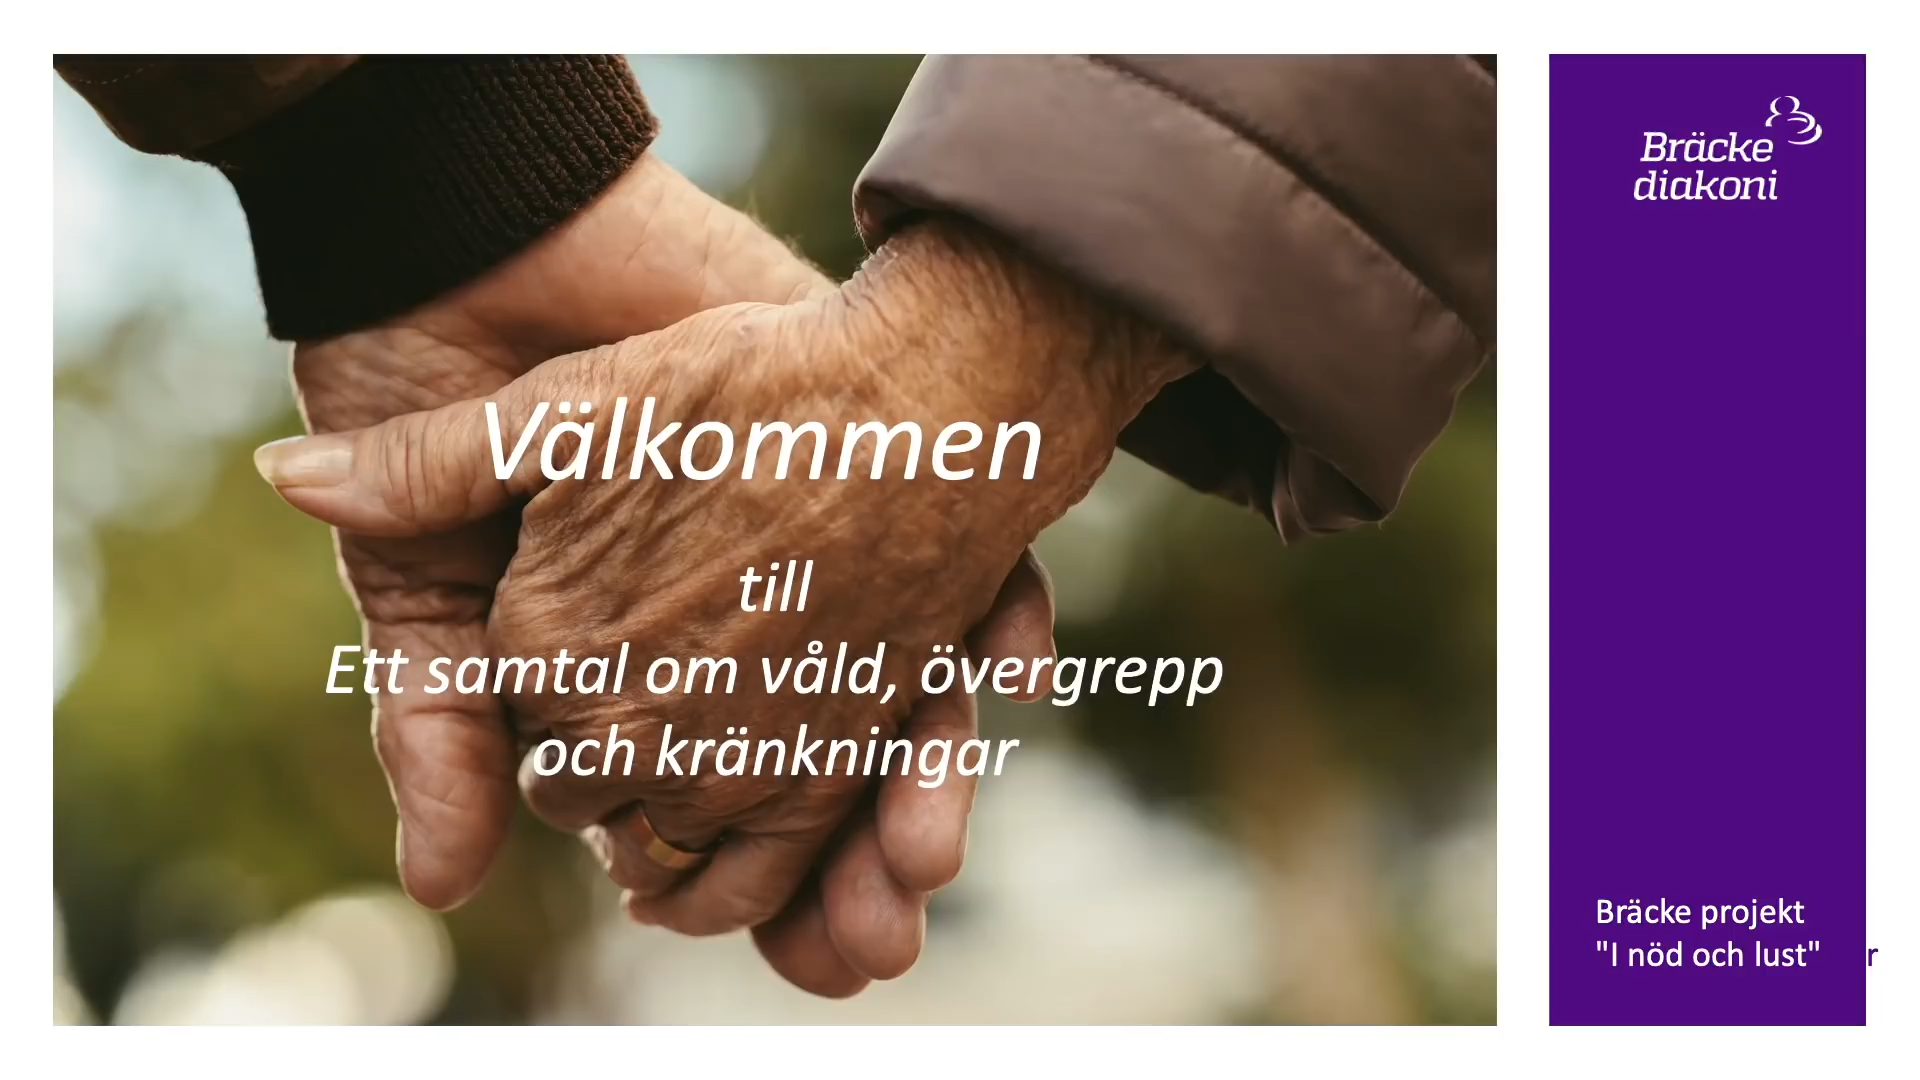 Välkommen
till
Ett samtal om våld, övergrepp
och kränkningar
Bräcke
diakoni
Bräcke projekt
"I nöd och lust"
r